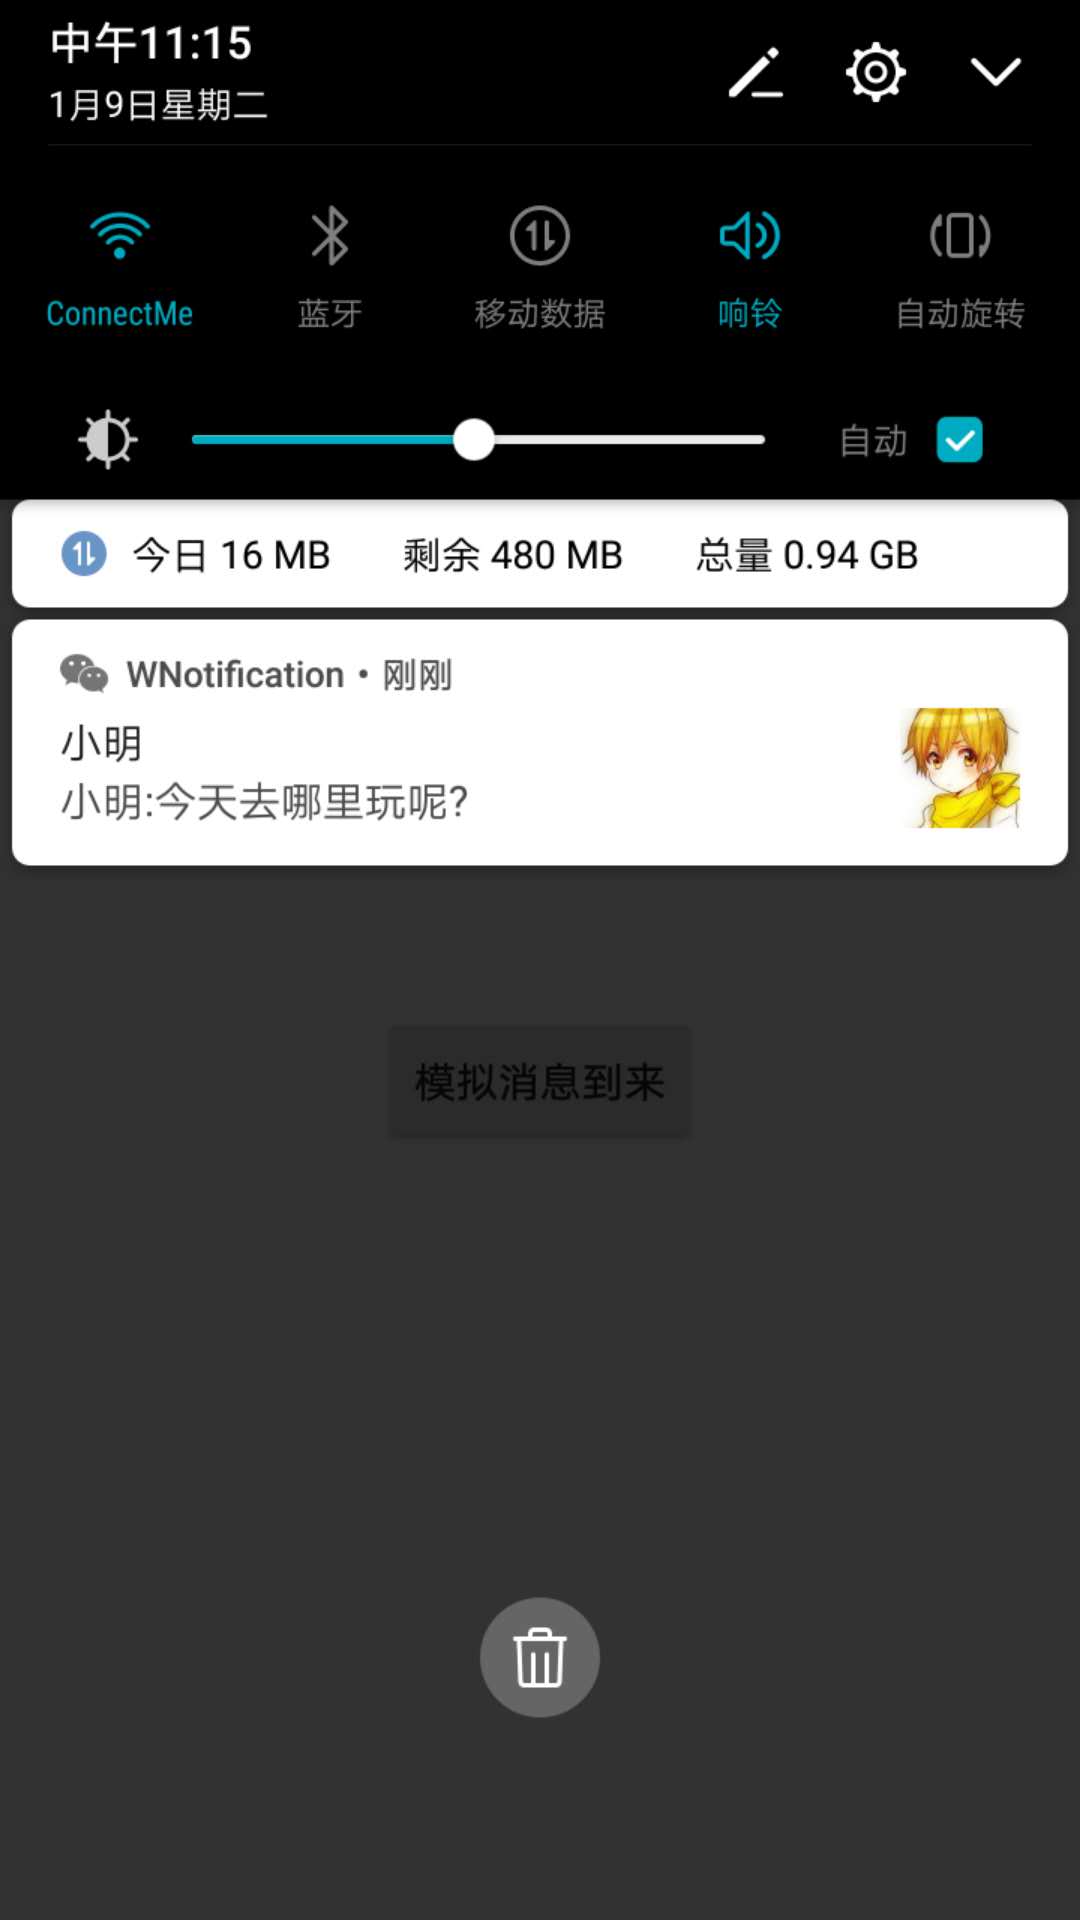 中午11:15
1月9日星期二
ConnectMe 蓝牙 移动数据 响铃 自动旋转
自动
今日 16 MB 剩余 480 MB 总量 0.94 GB
WNotification • 刚刚
小明
小明:今天去哪里玩呢?
模拟消息到来